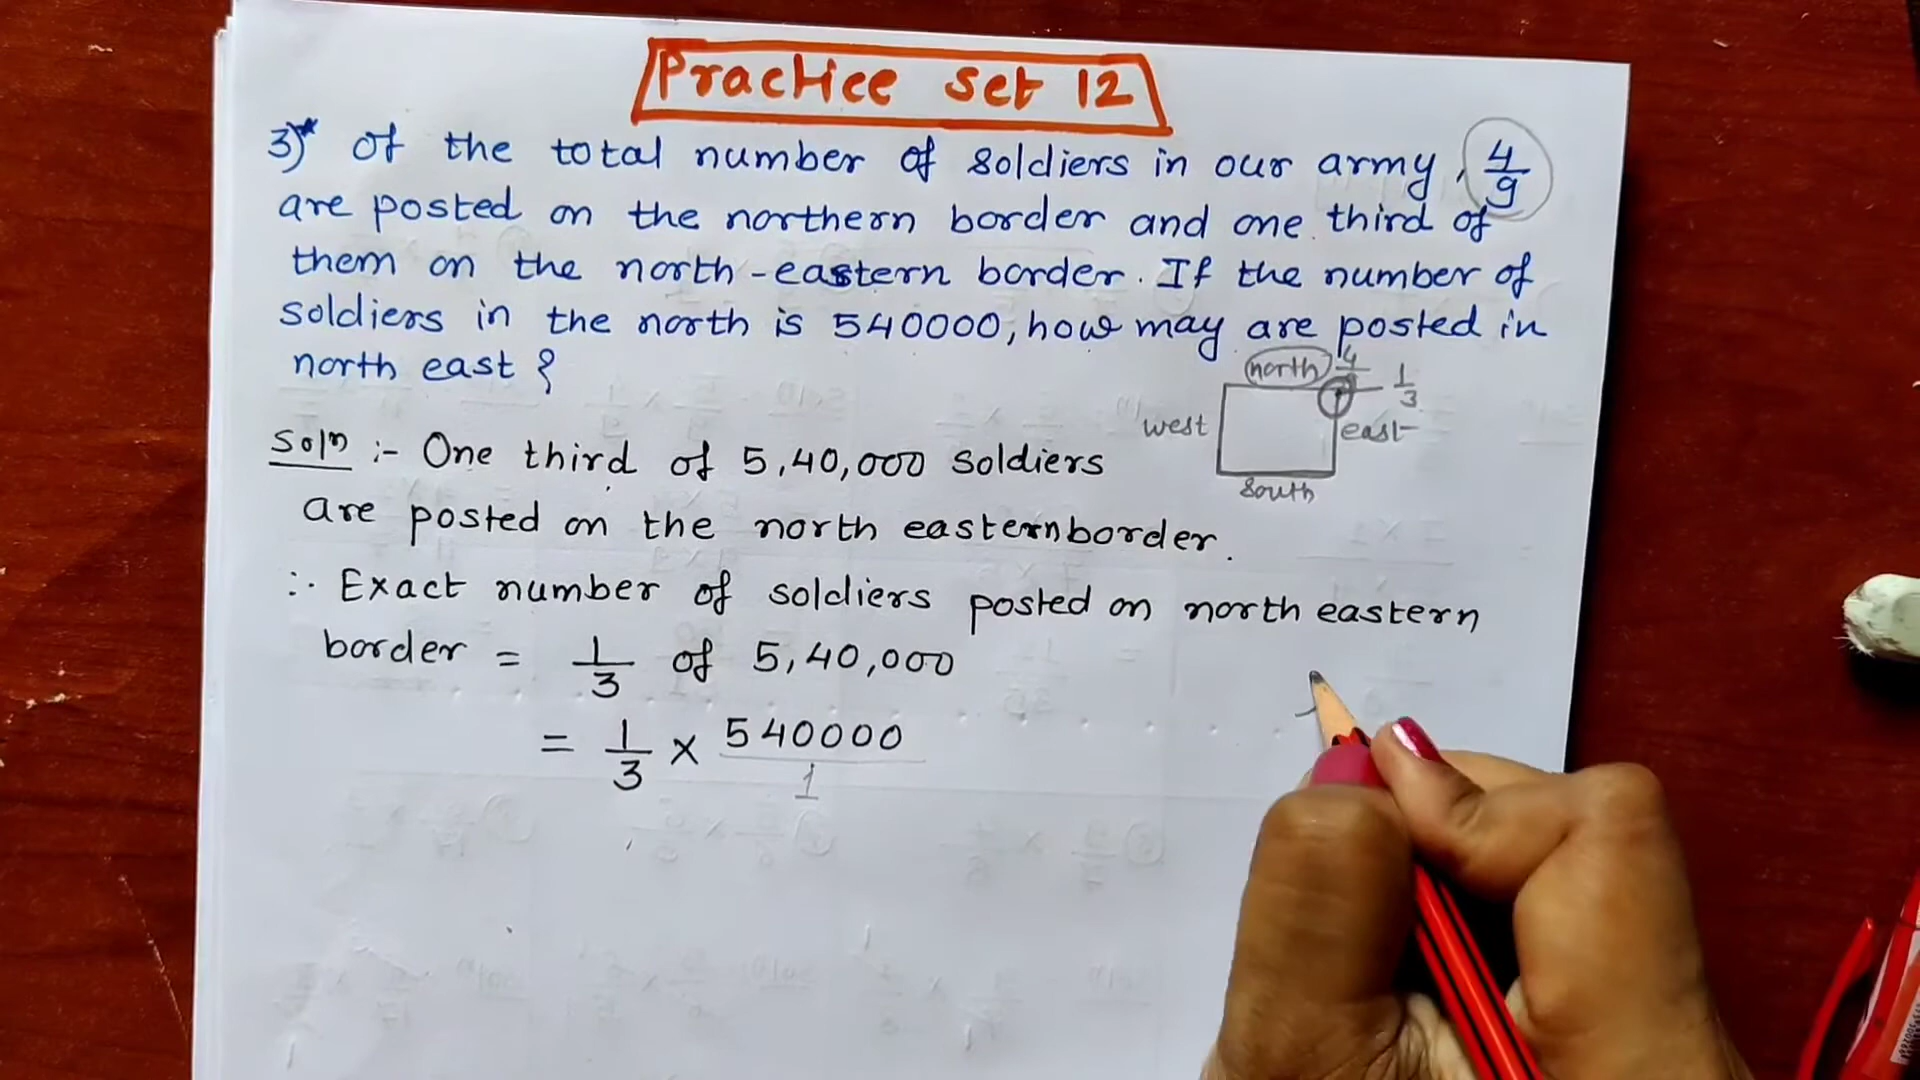 Practice Set 12
3)* Of the total number of soldiers in our army, 4/9
are posted on the northern border and one third of
them on the north-eastern border. If the number of
soldiers in the north is 540000, how may are posted in
north east ?
north 4/9 1/3
west
east
south
Soln :- One third of 5,40,000 soldiers
are posted on the north easternborder.
∴ Exact number of soldiers posted on north eastern
border = 1/3 of 5,40,000
= 1/3 × 540000/1